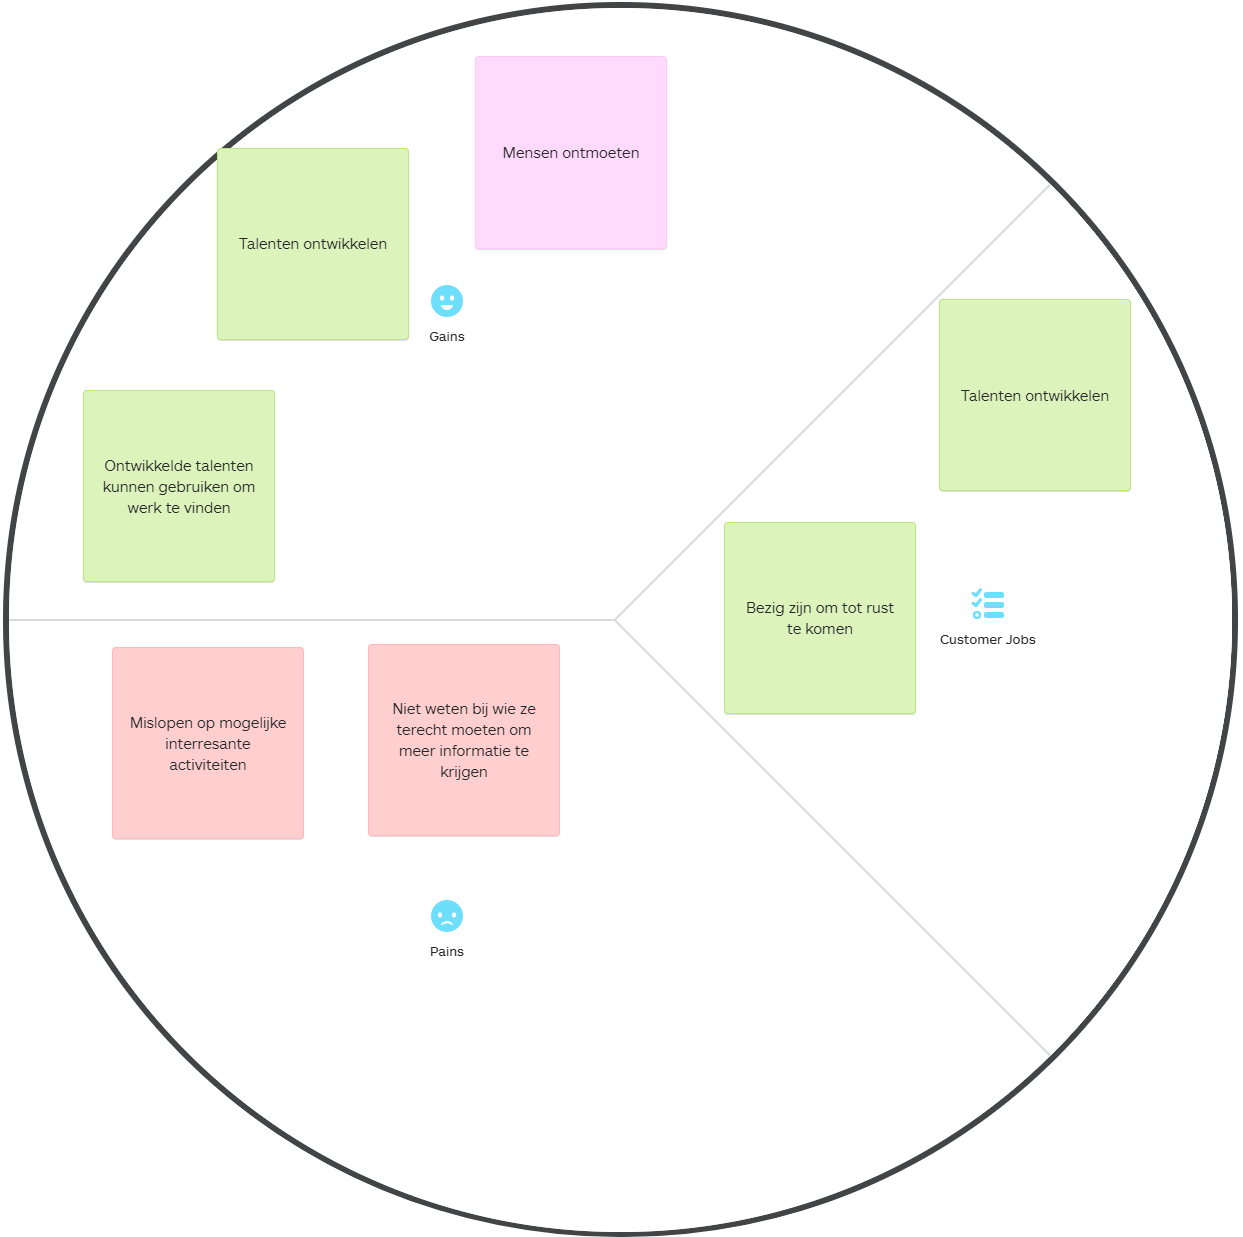 Mensen ontmoeten
Talenten ontwikkelen
Gains
Ontwikkelde talenten
kunnen gebruiken om
werk te vinden
Talenten ontwikkelen
Bezig zijn om tot rust
te komen
Customer Jobs
Mislopen op mogelijke
interresante
activiteiten
Niet weten bij wie ze
terecht moeten om
meer informatie te
krijgen
Pains